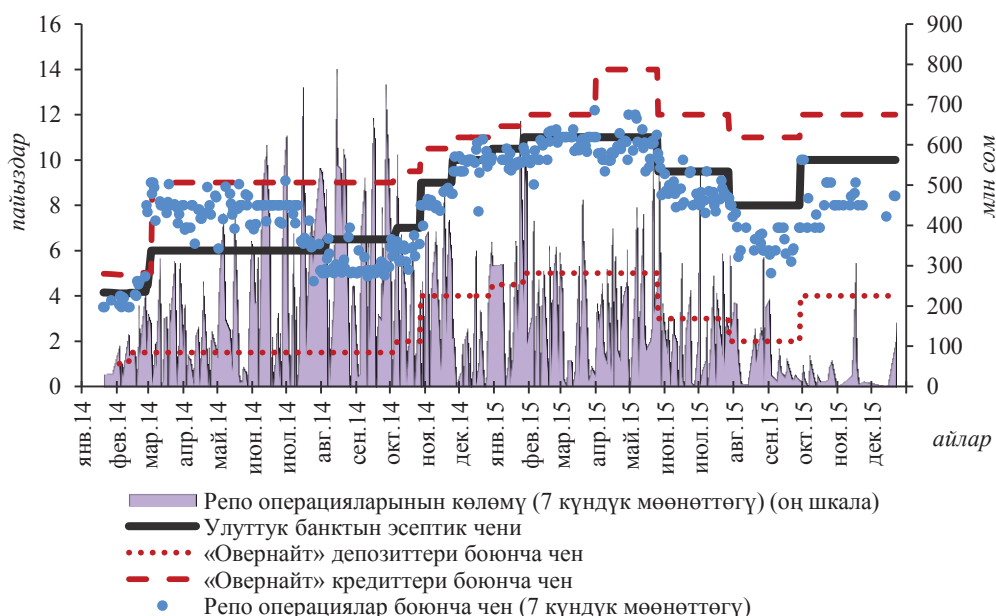 16
14
12
10
8
6
4
2
0
пайыздар
900
800
700
600
500
400
300
200
100
0
млн сом
янв.14
фев.14
мар.14
апр.14
май.14
июн.14
июл.14
авг.14
сен.14
окт.14
ноя.14
дек.14
янв.15
фев.15
мар.15
апр.15
май.15
июн.15
июл.15
авг.15
сен.15
окт.15
ноя.15
дек.15
айлар
Репо операцияларынын көлөмү (7 күндүк мөөнөттөгү) (оң шкала)
Улуттук банктын эсептик чени
«Овернайт» депозиттери боюнча чен
«Овернайт» кредиттери боюнча чен
Репо операциялар боюнча чен (7 күндүк мөөнөттөгү)